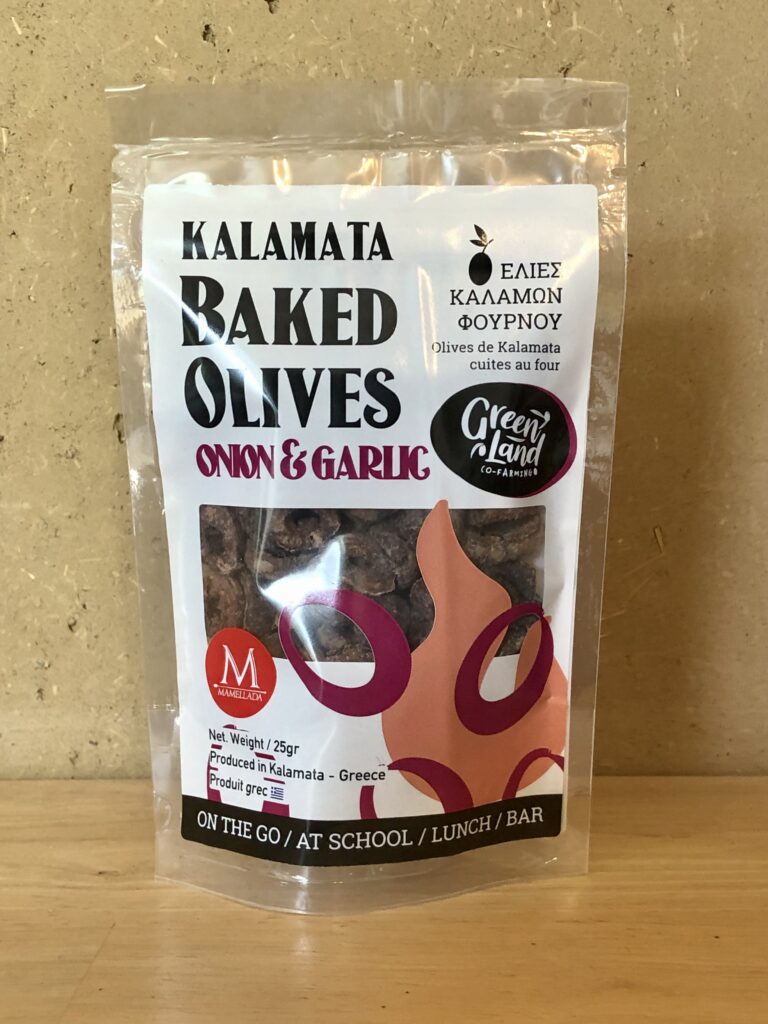 KALAMATA
BAKED
OLIVES
ONION & GARLIC
ΕΛΙΕΣ
ΚΑΛΑΜΩΝ
ΦΟΥΡΝΟΥ
Olives de Kalamata
cuites au four
Green
Land
CO-FARMING
M
MAMELLADA
Net. Weight / 25gr
Produced in Kalamata - Greece
Produit grec
ON THE GO / AT SCHOOL / LUNCH / BAR